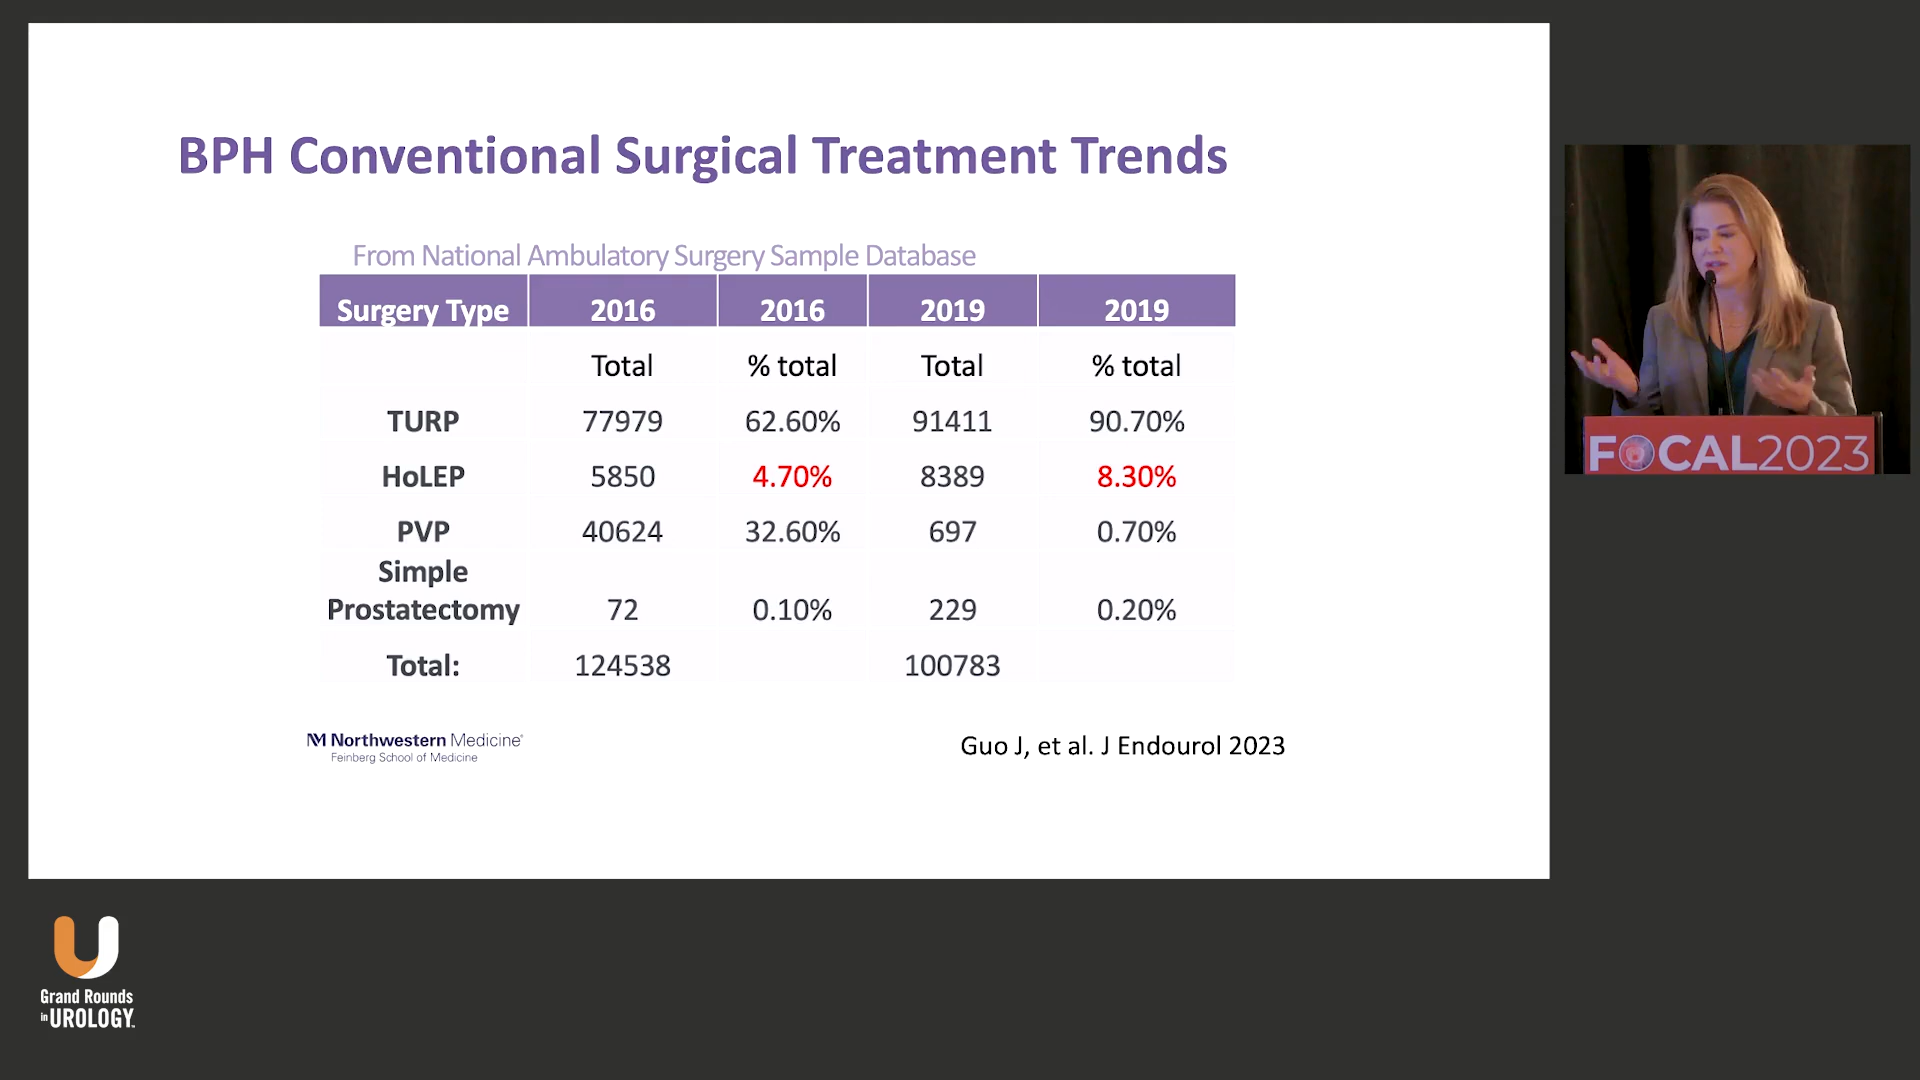 BPH Conventional Surgical Treatment Trends
From National Ambulatory Surgery Sample Database
Surgery Type 2016 2016 2019 2019
Total % total Total % total
TURP 77979 62.60% 91411 90.70%
HoLEP 5850 4.70% 8389 8.30%
PVP 40624 32.60% 697 0.70%
Simple
Prostatectomy 72 0.10% 229 0.20%
Total: 124538 100783
Northwestern Medicine®
Feinberg School of Medicine
Guo J, et al. J Endourol 2023
FOCAL2023
Grand Rounds
in UROLOGY™